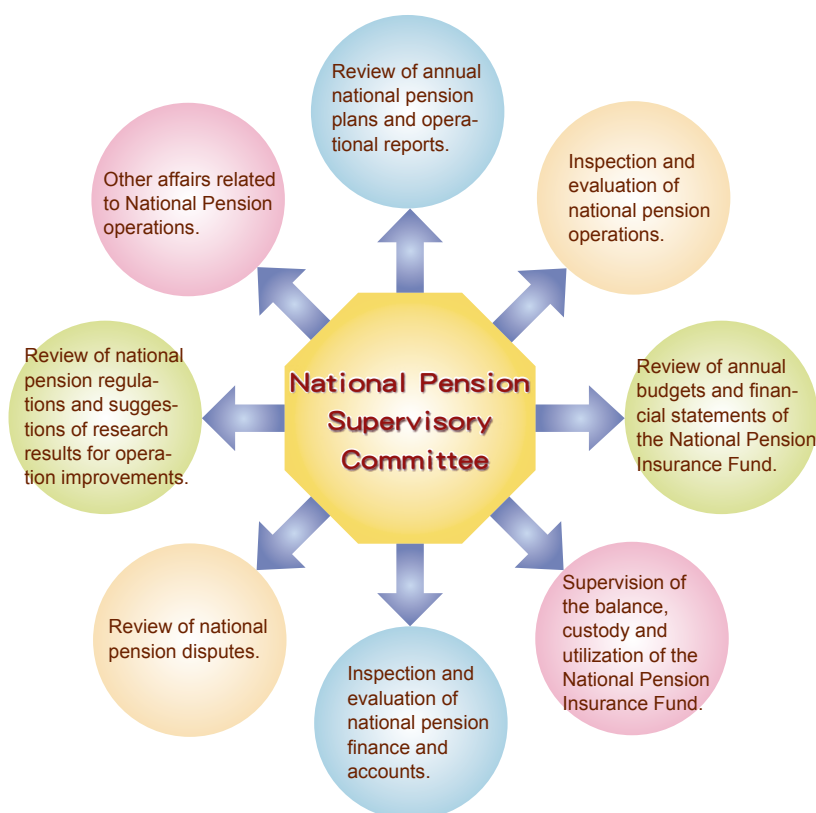 Review of annual
national pension
plans and opera-
tional reports.
Inspection and
evaluation of
national pension
operations.
Review of annual
budgets and finan-
cial statements of
the National Pension
Insurance Fund.
Supervision of
the balance,
custody and
utilization of the
National Pension
Insurance Fund.
Inspection and
evaluation of
national pension
finance and
accounts.
Review of national
pension disputes.
Review of national
pension regula-
tions and sugges-
tions of research
results for opera-
tion improvements.
Other affairs related
to National Pension
operations.
National Pension
Supervisory
Committee